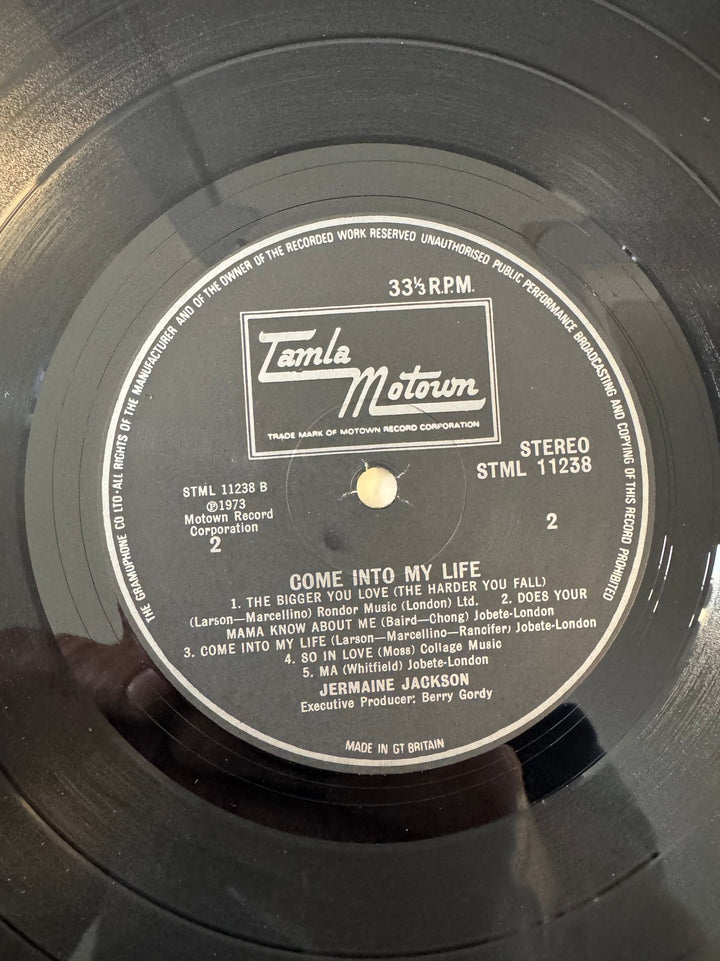 THE GRAMOPHONE CO LTD · ALL RIGHTS OF THE MANUFACTURER AND OF THE OWNER OF THE RECORDED WORK RESERVED UNAUTHORISED PUBLIC PERFORMANCE BROADCASTING AND COPYING OF THIS RECORD PROHIBITED
33⅓ R.P.M.
Tamla
Motown
TRADE MARK OF MOTOWN RECORD CORPORATION
STEREO
STML 11238
STML 11238 B
℗1973
Motown Record
Corporation
2
2
COME INTO MY LIFE
1. THE BIGGER YOU LOVE (THE HARDER YOU FALL)
(Larson—Marcellino) Rondor Music (London) Ltd. 2. DOES YOUR
MAMA KNOW ABOUT ME (Baird—Chong) Jobete-London
3. COME INTO MY LIFE (Larson—Marcellino—Rancifer) Jobete-London
4. SO IN LOVE (Moss) Collage Music
5. MA (Whitfield) Jobete-London
JERMAINE JACKSON
Executive Producer: Berry Gordy
MADE IN GT BRITAIN